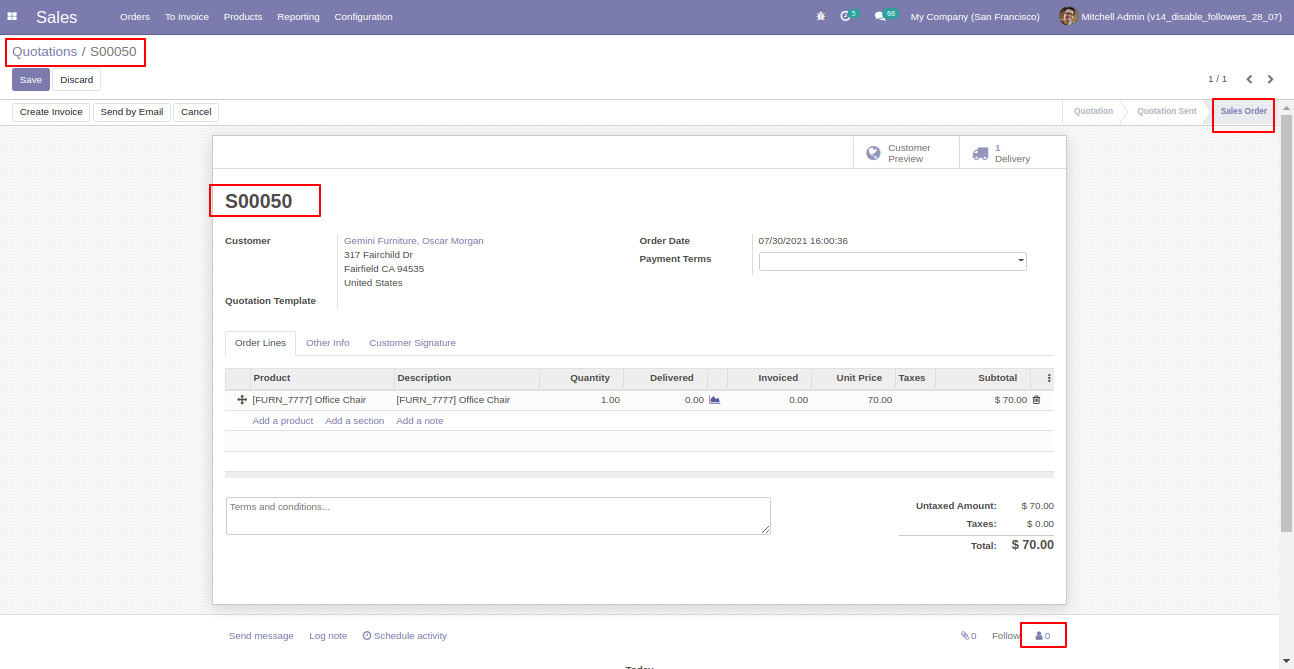 Sales Orders To Invoice Products Reporting Configuration 5 68 My Company (San Francisco) Mitchell Admin (v14_disable_followers_28_07)
Quotations / S00050
Save Discard 1 / 1
Create Invoice Send by Email Cancel Quotation Quotation Sent Sales Order
Customer Preview 1 Delivery
S00050
Customer Gemini Furniture, Oscar Morgan Order Date 07/30/2021 16:00:36
317 Fairchild Dr Payment Terms
Fairfield CA 94535
United States
Quotation Template
Order Lines Other Info Customer Signature
Product Description Quantity Delivered Invoiced Unit Price Taxes Subtotal
[FURN_7777] Office Chair [FURN_7777] Office Chair 1.00 0.00 0.00 70.00 $ 70.00
Add a product Add a section Add a note
Terms and conditions... Untaxed Amount: $ 70.00
Taxes: $ 0.00
Total: $ 70.00
Send message Log note Schedule activity 0 Follow 0
Today